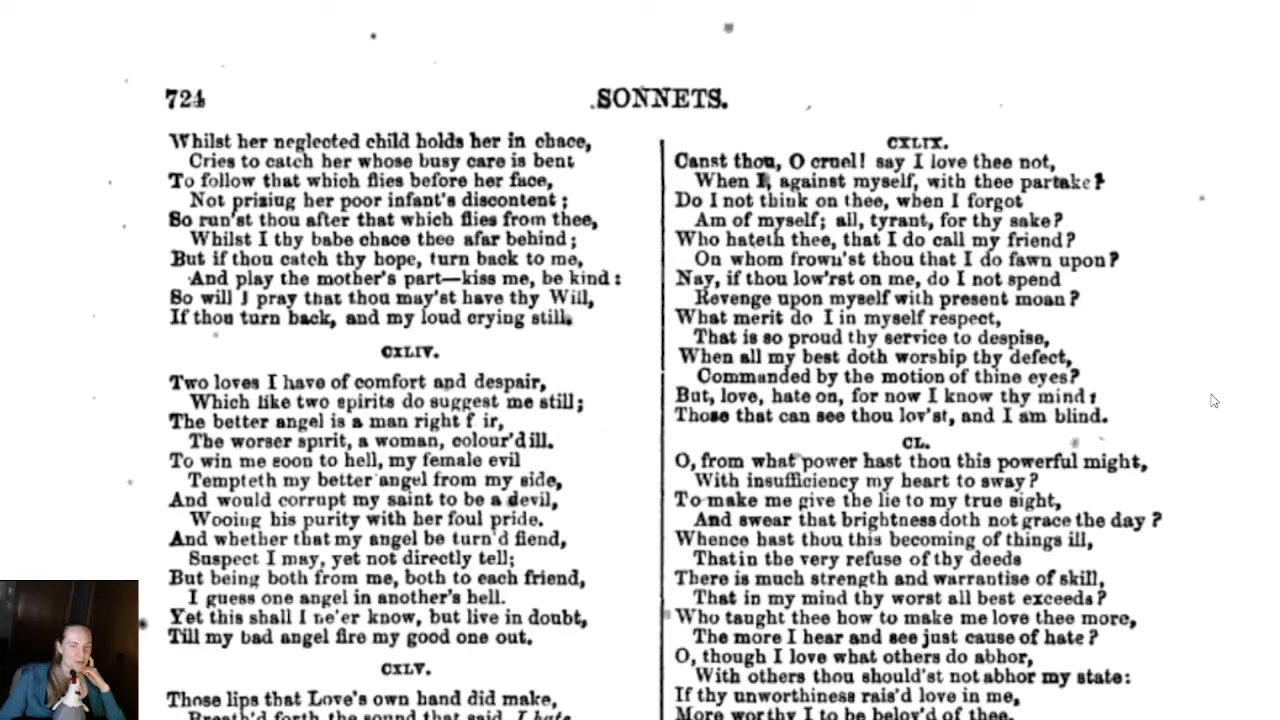 724
SONNETS.
Whilst her neglected child holds her in chace,
Cries to catch her whose busy care is bent
To follow that which flies before her face,
Not prizing her poor infant's discontent;
So run'st thou after that which flies from thee,
Whilst I thy babe chace thee afar behind;
But if thou catch thy hope, turn back to me,
And play the mother's part—kiss me, be kind:
So will I pray that thou may'st have thy Will,
If thou turn back, and my loud crying still.
CXLIV.
Two loves I have of comfort and despair,
Which like two spirits do suggest me still;
The better angel is a man right f ir,
The worser spirit, a woman, colour'd ill.
To win me soon to hell, my female evil
Tempteth my better angel from my side,
And would corrupt my saint to be a devil,
Wooing his purity with her foul pride.
And whether that my angel be turn'd fiend,
Suspect I may, yet not directly tell;
But being both from me, both to each friend,
I guess one angel in another's hell.
Yet this shall I ne'er know, but live in doubt,
Till my bad angel fire my good one out.
CXLV.
Those lips that Love's own hand did make,
Breath'd forth the sound that said, I hate
CXLIX.
Canst thou, O cruel! say I love thee not,
When I, against myself, with thee partake?
Do I not think on thee, when I forgot
Am of myself; all, tyrant, for thy sake?
Who hateth thee, that I do call my friend?
On whom frown'st thou that I do fawn upon?
Nay, if thou low'rst on me, do I not spend
Revenge upon myself with present moan?
What merit do I in myself respect,
That is so proud thy service to despise,
When all my best doth worship thy defect,
Commanded by the motion of thine eyes?
But, love, hate on, for now I know thy mind:
Those that can see thou lov'st, and I am blind.
CL.
O, from what power hast thou this powerful might,
With insufficiency my heart to sway?
To make me give the lie to my true sight,
And swear that brightness doth not grace the day?
Whence hast thou this becoming of things ill,
That in the very refuse of thy deeds
There is much strength and warrantise of skill,
That in my mind thy worst all best exceeds?
Who taught thee how to make me love thee more,
The more I hear and see just cause of hate?
O, though I love what others do abhor,
With others thou should'st not abhor my state:
If thy unworthiness rais'd love in me,
More worthy I to be belov'd of thee.